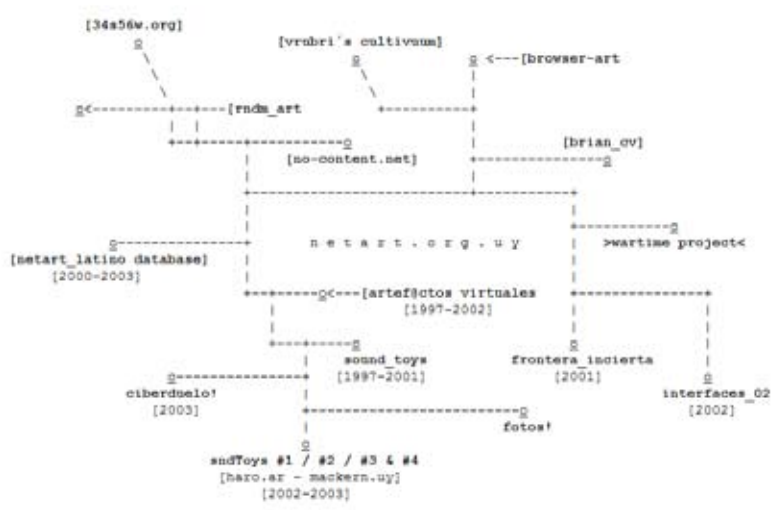 [34s56w.org]
[vrubri´s cultivuum]
o <---[browser-art
o<
[rndm_art
[no-content.net]
[brian_cv]
n e t a r t . o r g . u y
>wartime project<
[netart_latino database]
[2000-2003]
o<---[artef@ctos virtuales
[1997-2002]
sound_toys
[1997-2001]
frontera_incierta
[2001]
ciberduelo!
[2003]
interfaces_02
[2002]
fotos!
sndToys #1 / #2 / #3 & #4
[haro.ar - mackern.uy]
[2002-2003]